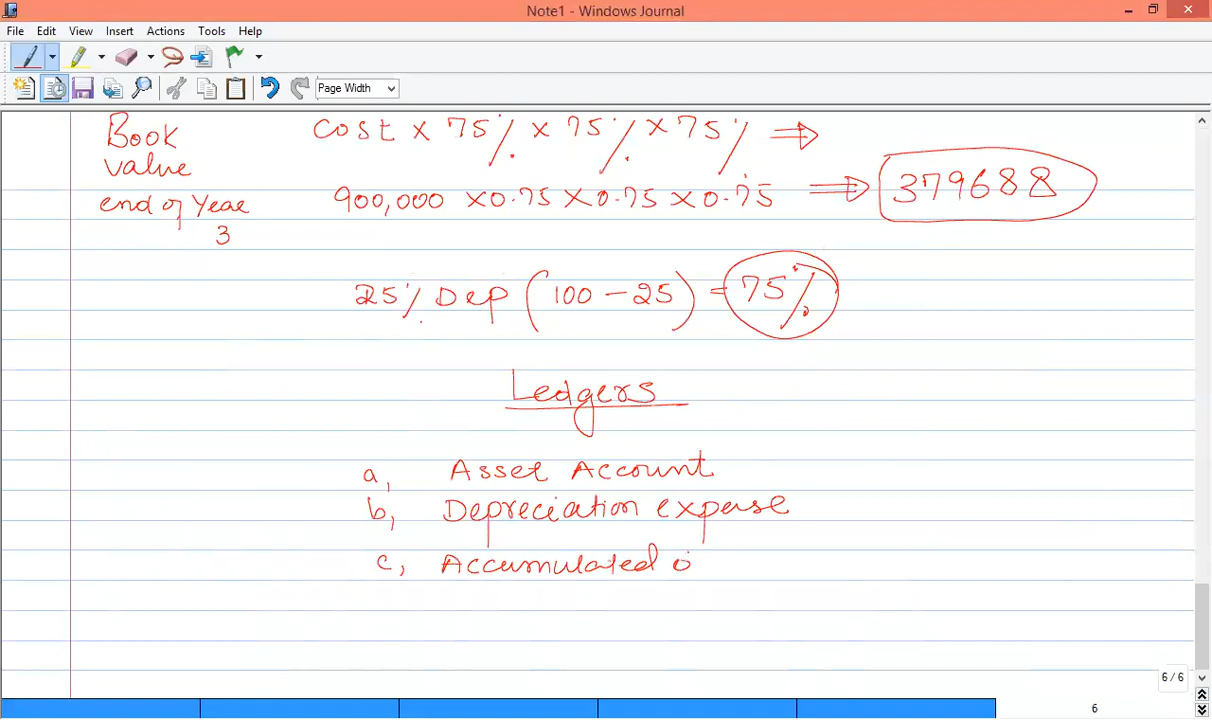 Note1 - Windows Journal
File Edit View Insert Actions Tools Help
Page Width
Book value end of Year 3
cost x 75% x 75% x 75% ⇒
900,000 x 0.75 x 0.75 x 0.75 ⇒ 379688
25% Dep (100 - 25) = 75%
Ledgers
a, Asset Account
b, Depreciation expense
c, Accumulated
6 / 6
6